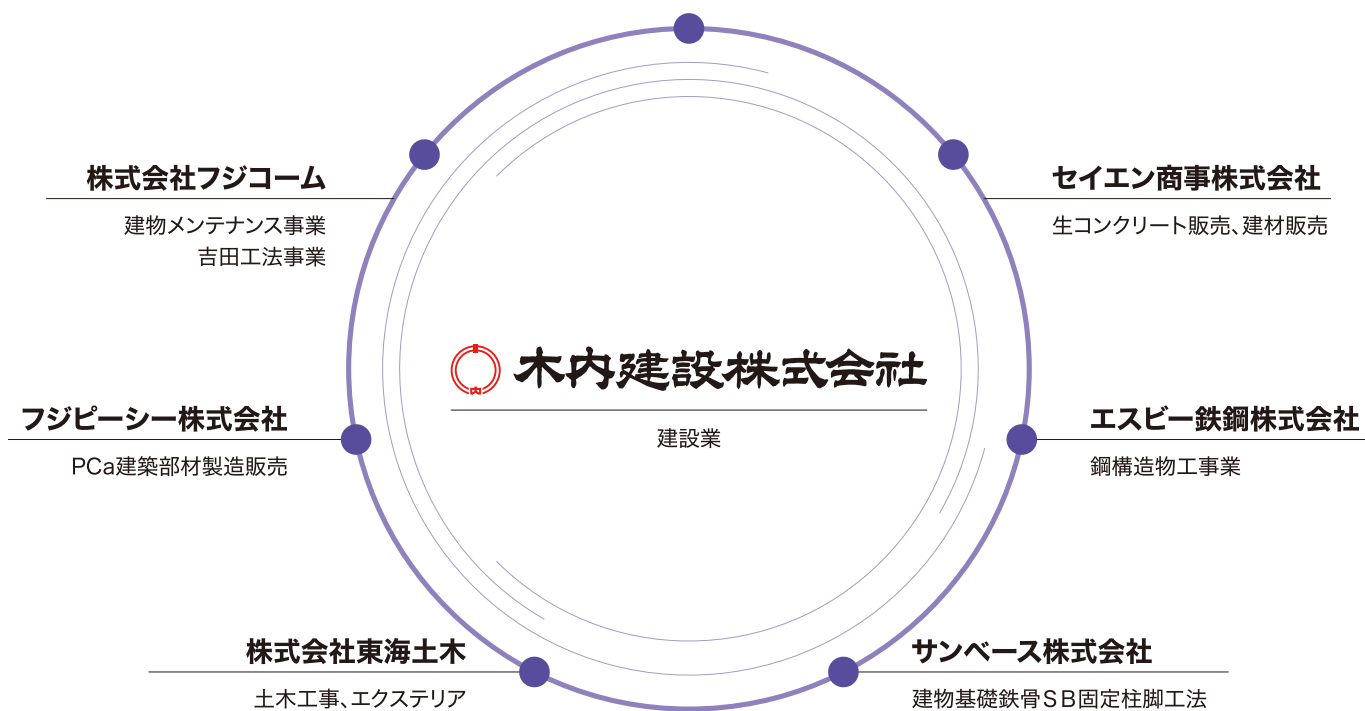 株式会社フジコーム
建物メンテナンス事業
吉田工法事業
セイエン商事株式会社
生コンクリート販売、建材販売
内
木内建設株式会社
建設業
フジピーシー株式会社
PCa建築部材製造販売
エスビー鉄鋼株式会社
鋼構造物工事業
株式会社東海土木
土木工事、エクステリア
サンベース株式会社
建物基礎鉄骨SB固定柱脚工法